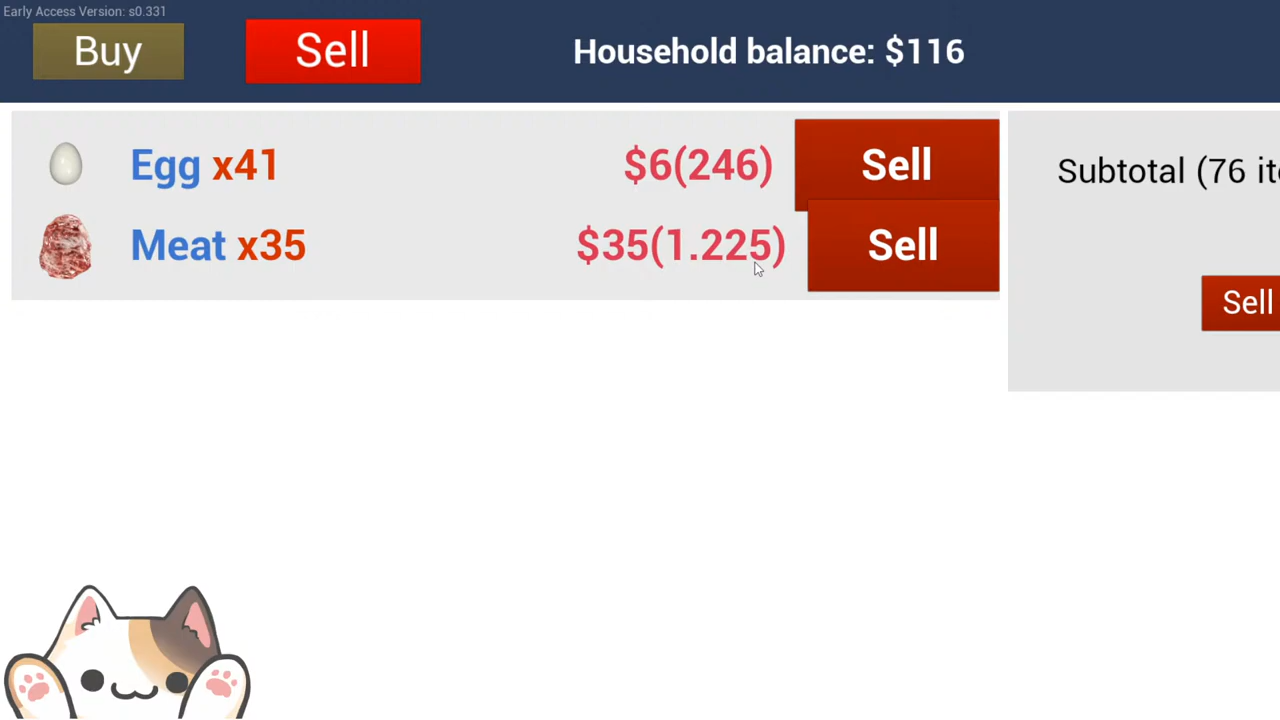 Early Access Version: s0.331
Buy Sell Household balance: $116
Egg x41 $6(246) Sell
Subtotal (76 ite
Meat x35 $35(1.225) Sell
Sell